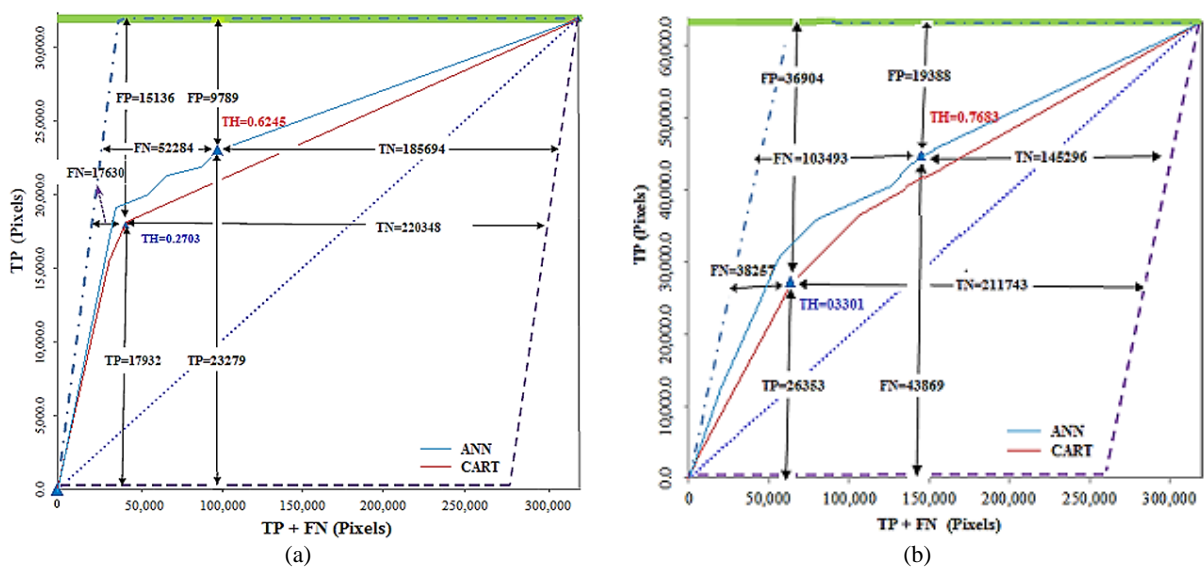 30,000.0
25,000.0
20,000.0
15,000.0
10,000.0
5,000.0
0.0
TP (Pixels)
FP=15136
FP=9789
TH=0.6245
FN=52284
TN=185694
FN=17630
TH=0.2703
TN=220348
TP=17932
TP=23279
ANN
CART
0
50,000
100,000
150,000
200,000
250,000
300,000
TP + FN (Pixels)
(a)
60,000.0
50,000.0
40,000.0
30,000.0
20,000.0
10,000.0
0.0
TP (Pixels)
FP=36904
FP=19388
TH=0.7683
FN=103493
TN=145296
FN=38257
TN=211743
TH=03301
TP=26353
FN=43869
ANN
CART
0
50,000
100,000
150,000
200,000
250,000
300,000
TP + FN (Pixels)
(b)